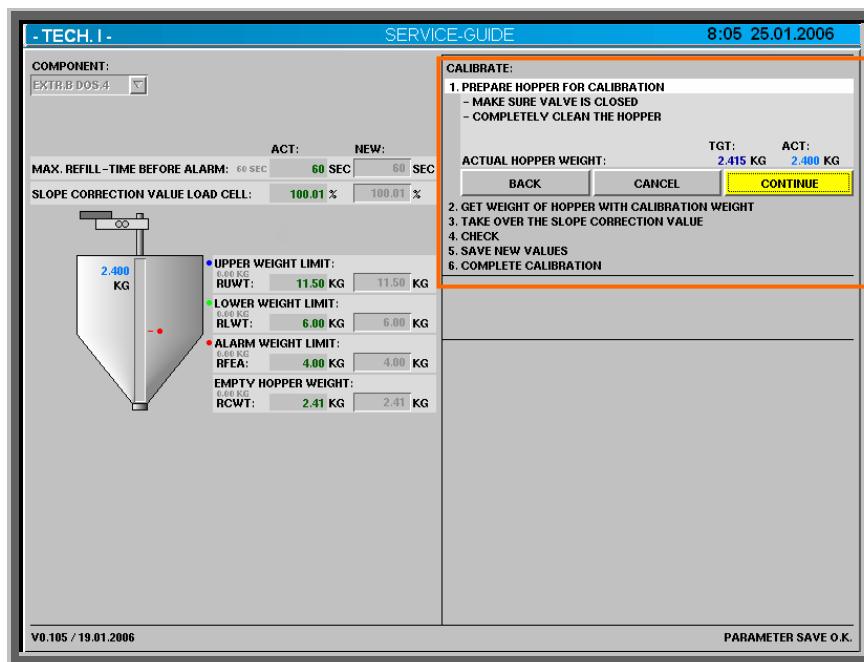 - TECH. I - SERVICE-GUIDE 8:05 25.01.2006
COMPONENT:
EXTR.B DOS.4
ACT: NEW:
MAX. REFILL-TIME BEFORE ALARM: 60 SEC 60 SEC 60 SEC
SLOPE CORRECTION VALUE LOAD CELL: 100.01 % 100.01 %
2.400
KG
UPPER WEIGHT LIMIT:
0.00 KG
RUWT: 11.50 KG 11.50 KG
LOWER WEIGHT LIMIT:
0.00 KG
RLWT: 6.00 KG 6.00 KG
ALARM WEIGHT LIMIT:
0.00 KG
RFEA: 4.00 KG 4.00 KG
EMPTY HOPPER WEIGHT:
0.00 KG
RCWT: 2.41 KG 2.41 KG
CALIBRATE:
1. PREPARE HOPPER FOR CALIBRATION
- MAKE SURE VALVE IS CLOSED
- COMPLETELY CLEAN THE HOPPER
TGT: ACT:
ACTUAL HOPPER WEIGHT: 2.415 KG 2.400 KG
BACK CANCEL CONTINUE
2. GET WEIGHT OF HOPPER WITH CALIBRATION WEIGHT
3. TAKE OVER THE SLOPE CORRECTION VALUE
4. CHECK
5. SAVE NEW VALUES
6. COMPLETE CALIBRATION
V0.105 / 19.01.2006 PARAMETER SAVE O.K.